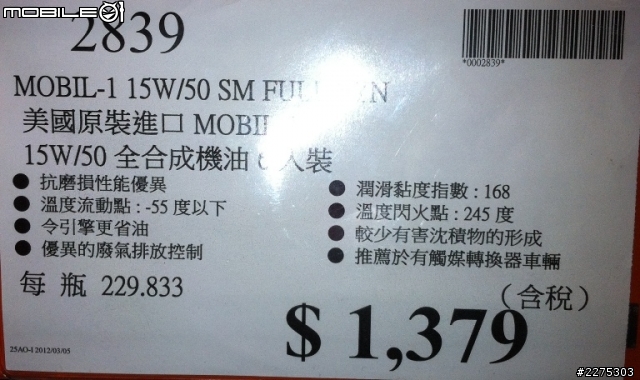 mobile01
2839
*0002839*
MOBIL-1 15W/50 SM
美國原裝進口
15W/50 全合成機油 6入裝
● 抗磨損性能優異
● 溫度流動點 : -55 度以下
● 令引擎更省油
● 優異的廢氣排放控制
● 潤滑黏度指數 : 168
● 溫度閃火點 : 245 度
● 較少有害沈積物的形成
● 推薦於有觸媒轉換器車輛
每 瓶 229.833
(含稅)
$ 1,379
25AO-1 2012/03/05
#2275303